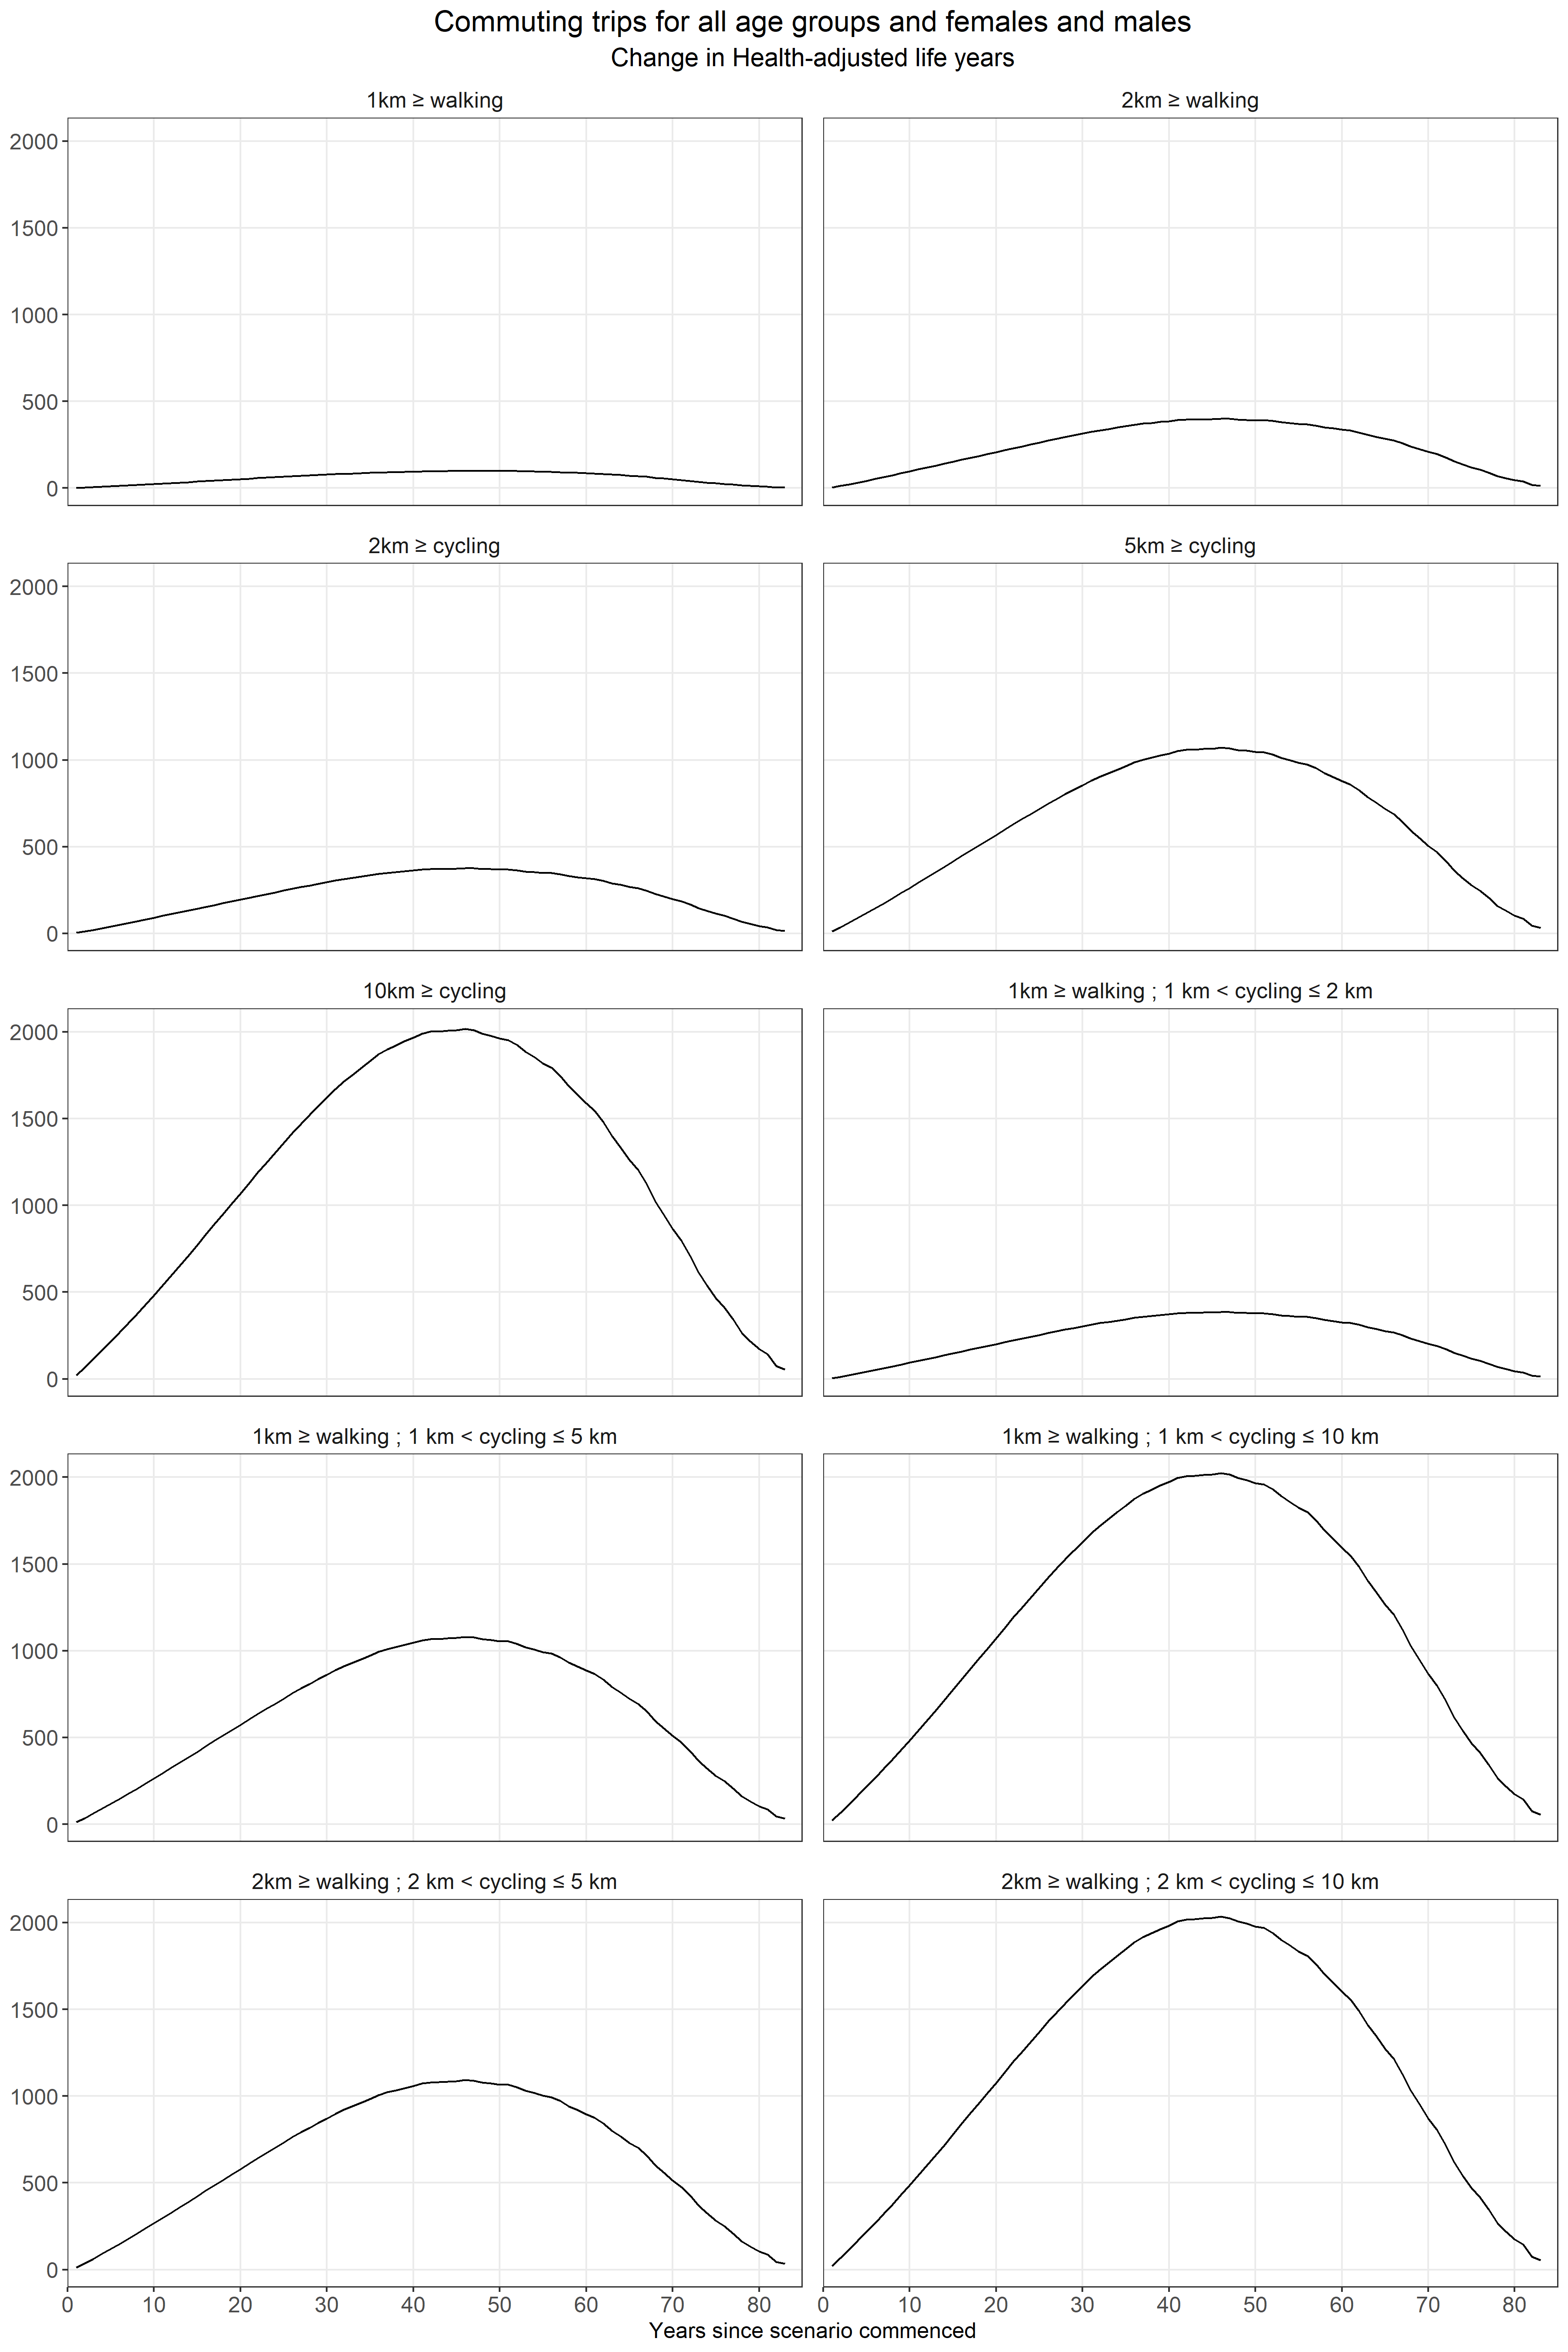 Commuting trips for all age groups and females and males
Change in Health-adjusted life years
1km ≥ walking
2km ≥ walking
2000
1500
1000
500
0
2km ≥ cycling
5km ≥ cycling
2000
1500
1000
500
0
10km ≥ cycling
1km ≥ walking ; 1 km < cycling ≤ 2 km
2000
1500
1000
500
0
1km ≥ walking ; 1 km < cycling ≤ 5 km
1km ≥ walking ; 1 km < cycling ≤ 10 km
2000
1500
1000
500
0
2km ≥ walking ; 2 km < cycling ≤ 5 km
2km ≥ walking ; 2 km < cycling ≤ 10 km
2000
1500
1000
500
0
0 10 20 30 40 50 60 70 80
0 10 20 30 40 50 60 70 80
Years since scenario commenced